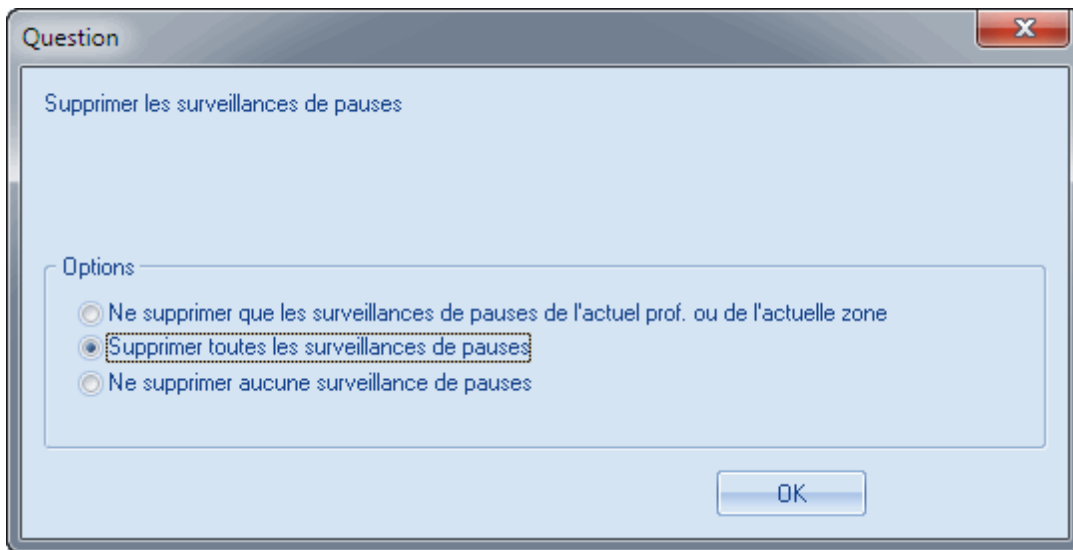 Question
Supprimer les surveillances de pauses
Options
Ne supprimer que les surveillances de pauses de l'actuel prof. ou de l'actuelle zone
Supprimer toutes les surveillances de pauses
Ne supprimer aucune surveillance de pauses
OK